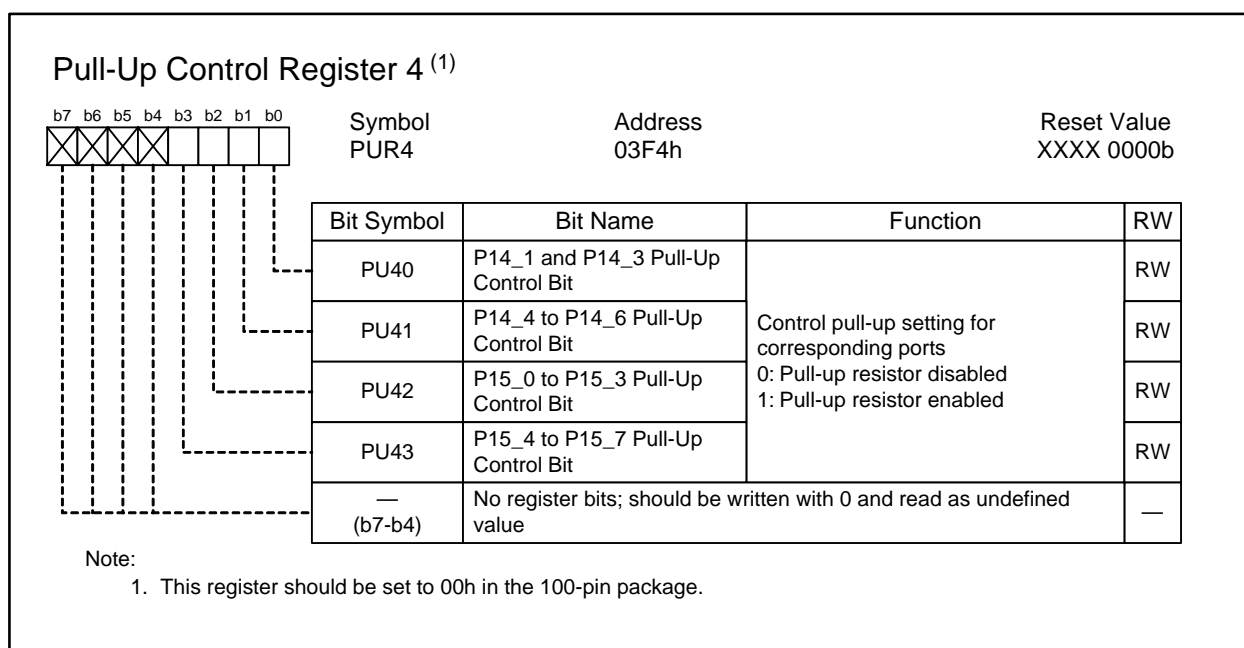 Pull-Up Control Register 4 (1)
b7 b6 b5 b4 b3 b2 b1 b0
Symbol Address Reset Value
PUR4 03F4h XXXX 0000b
Bit Symbol Bit Name Function RW
PU40 P14_1 and P14_3 Pull-Up Control Bit RW
PU41 P14_4 to P14_6 Pull-Up Control Bit RW
PU42 P15_0 to P15_3 Pull-Up Control Bit RW
PU43 P15_4 to P15_7 Pull-Up Control Bit RW
Control pull-up setting for
corresponding ports
0: Pull-up resistor disabled
1: Pull-up resistor enabled
—
(b7-b4)
No register bits; should be written with 0 and read as undefined
value
—
Note:
1. This register should be set to 00h in the 100-pin package.